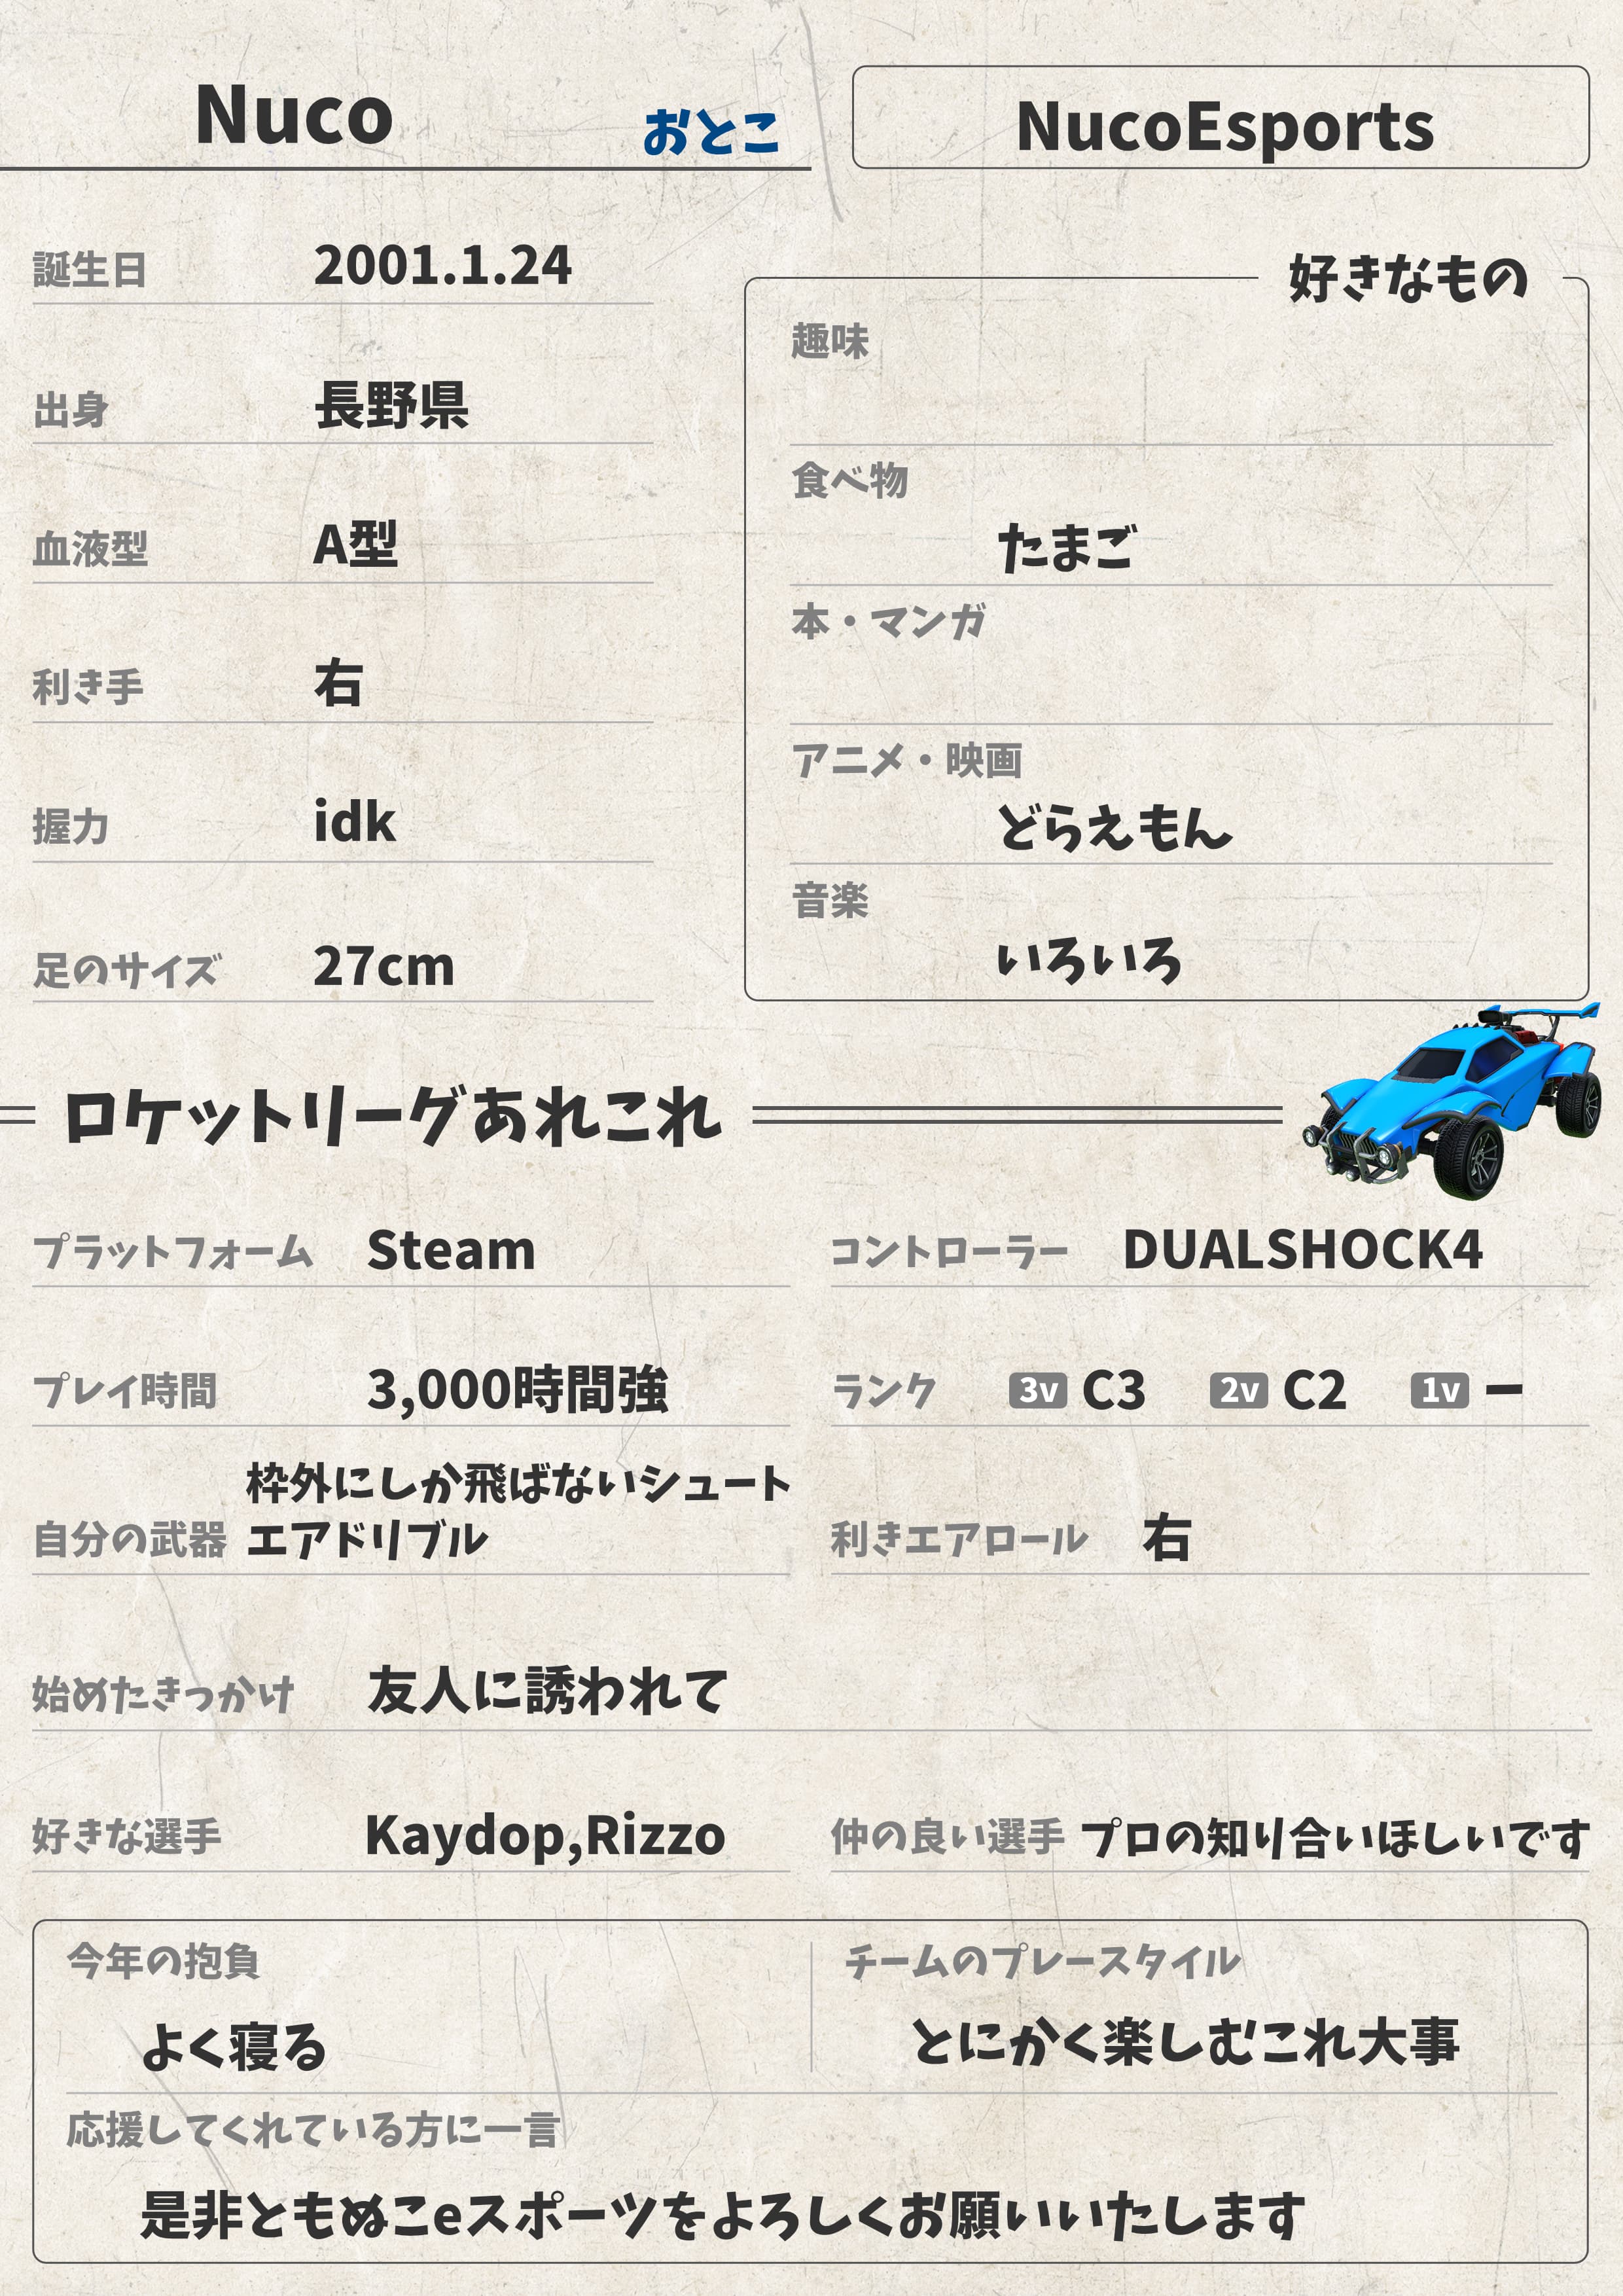 Nuco おとこ
NucoEsports
誕生日 2001.1.24
出身 長野県
血液型 A型
利き手 右
握力 idk
足のサイズ 27cm
好きなもの
趣味
食べ物
たまご
本・マンガ
アニメ・映画
どらえもん
音楽
いろいろ
ロケットリーグあれこれ
プラットフォーム Steam
コントローラー DUALSHOCK4
プレイ時間 3,000時間強
ランク 3v C3 2v C2 1v ー
枠外にしか飛ばないシュート
自分の武器 エアドリブル
利きエアロール 右
始めたきっかけ 友人に誘われて
好きな選手 Kaydop,Rizzo
仲の良い選手 プロの知り合いほしいです
今年の抱負
よく寝る
チームのプレースタイル
とにかく楽しむこれ大事
応援してくれている方に一言
是非ともぬこeスポーツをよろしくお願いいたします